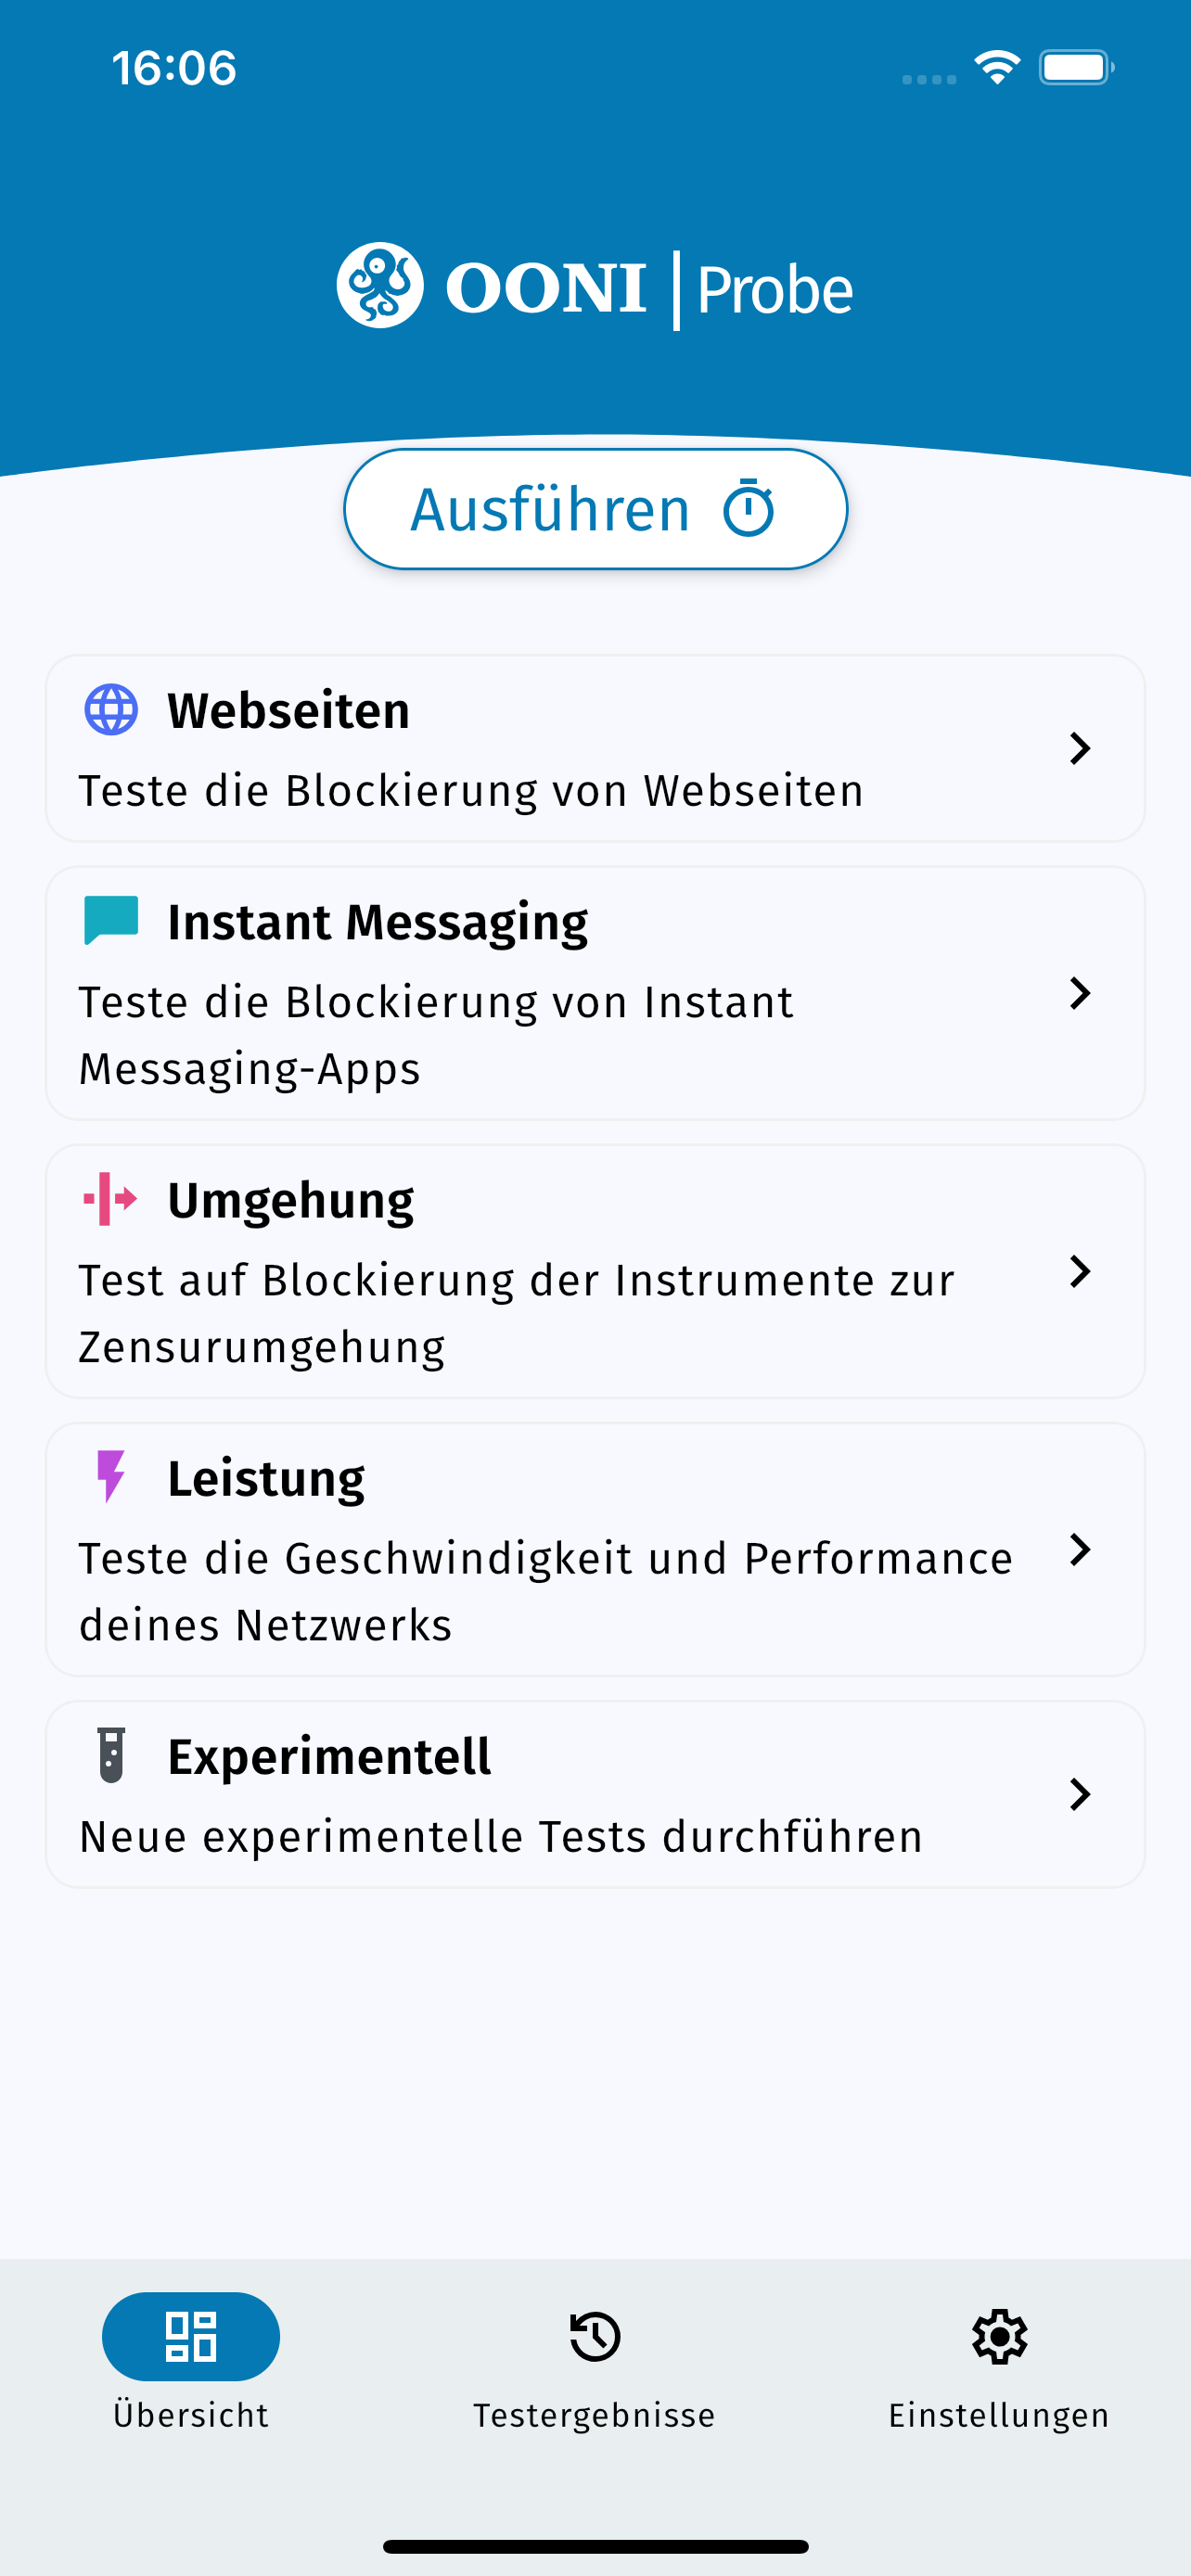 16:06
OONI | Probe
Ausführen
Webseiten
Teste die Blockierung von Webseiten
Instant Messaging
Teste die Blockierung von Instant
Messaging-Apps
Umgehung
Test auf Blockierung der Instrumente zur
Zensurumgehung
Leistung
Teste die Geschwindigkeit und Performance
deines Netzwerks
Experimentell
Neue experimentelle Tests durchführen
Übersicht
Testergebnisse
Einstellungen